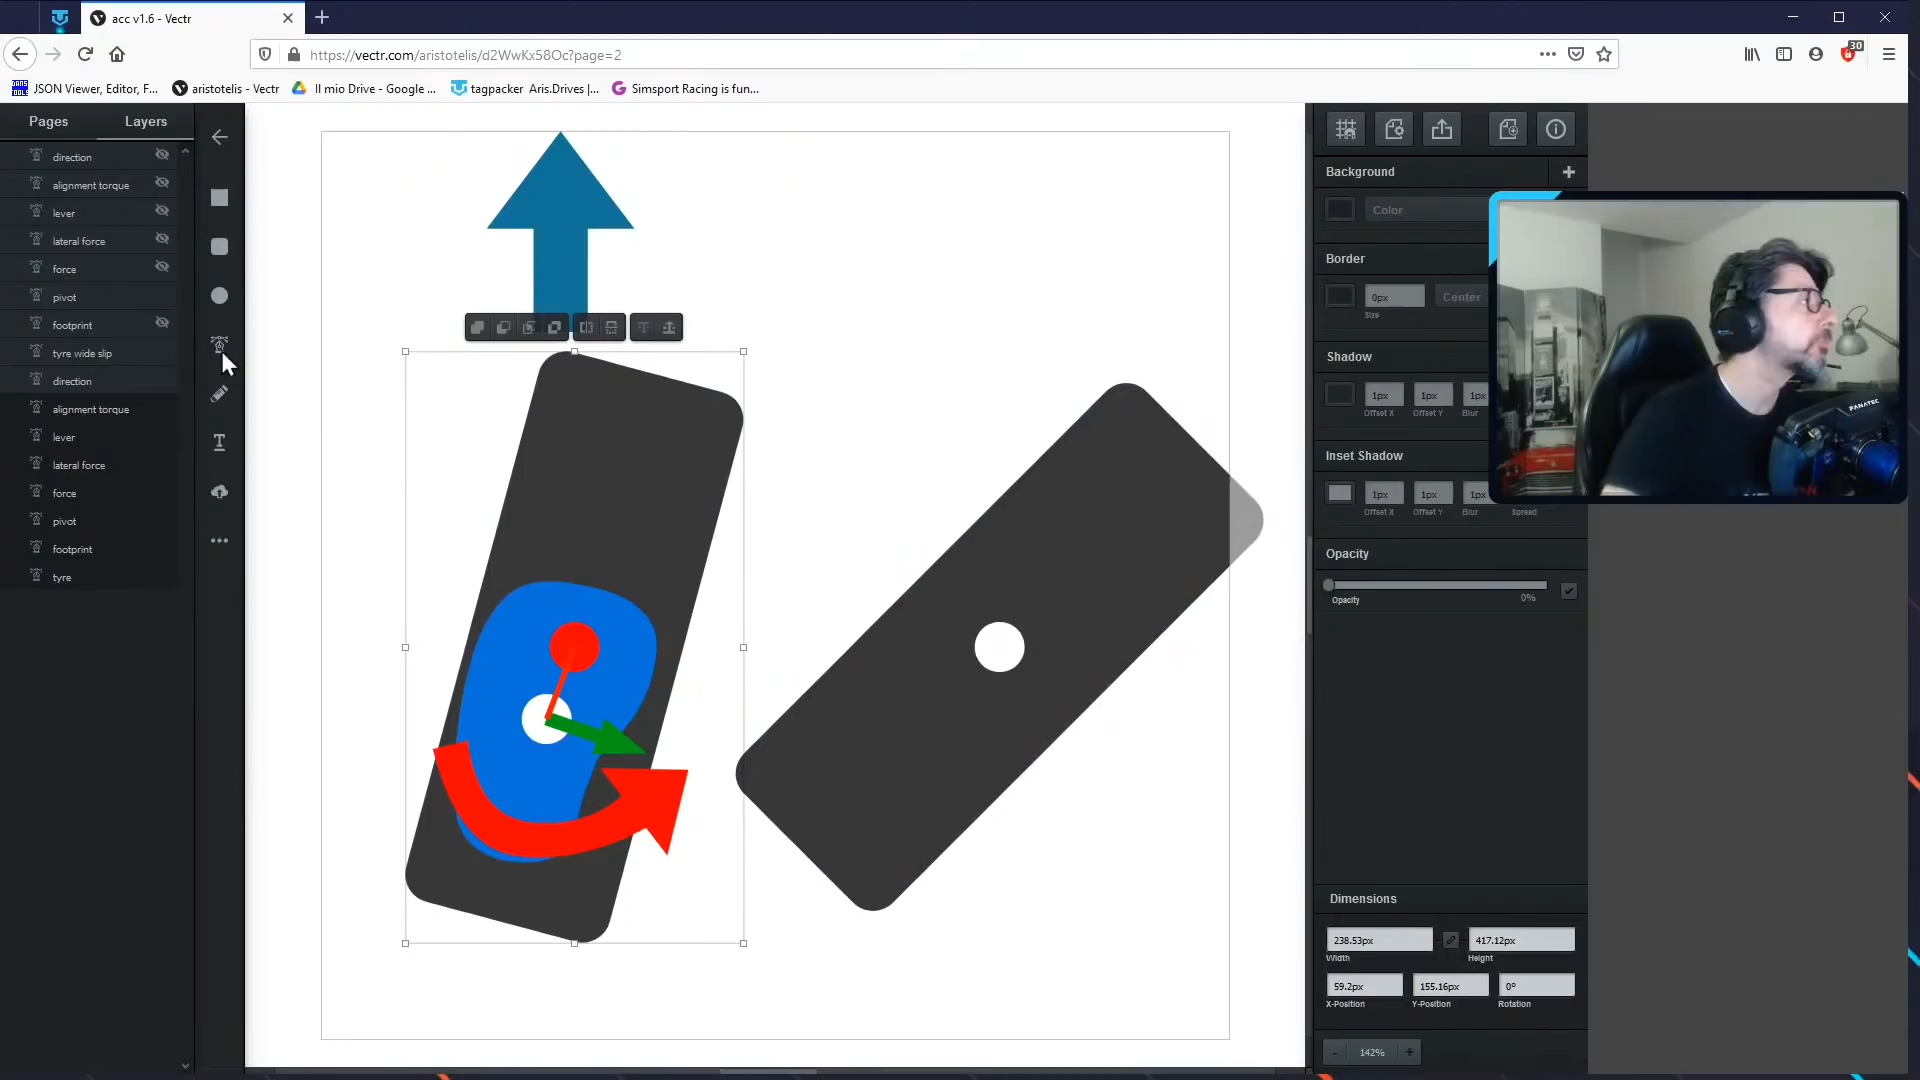 acc v1.6 - Vectr
https://vectr.com/aristotelis/d2WwKx58Oc?page=2
30
JSON Viewer, Editor, F...
aristotelis - Vectr
Il mio Drive - Google ...
tagpacker Aris.Drives |...
Simsport Racing is fun...
Pages
Layers
direction
alignment torque
lever
lateral force
force
pivot
footprint
tyre wide slip
direction
alignment torque
lever
lateral force
force
pivot
footprint
tyre
T
Background
Color
Border
0px
Center
Size
Shadow
1px
1px
1px
Offset X
Offset Y
Blur
Inset Shadow
1px
1px
1px
Offset X
Offset Y
Blur
Spread
Opacity
Opacity
0%
Dimensions
238.53px
417.12px
Width
Height
59.2px
155.16px
0°
X-Position
Y-Position
Rotation
- 142% +
FANATEC